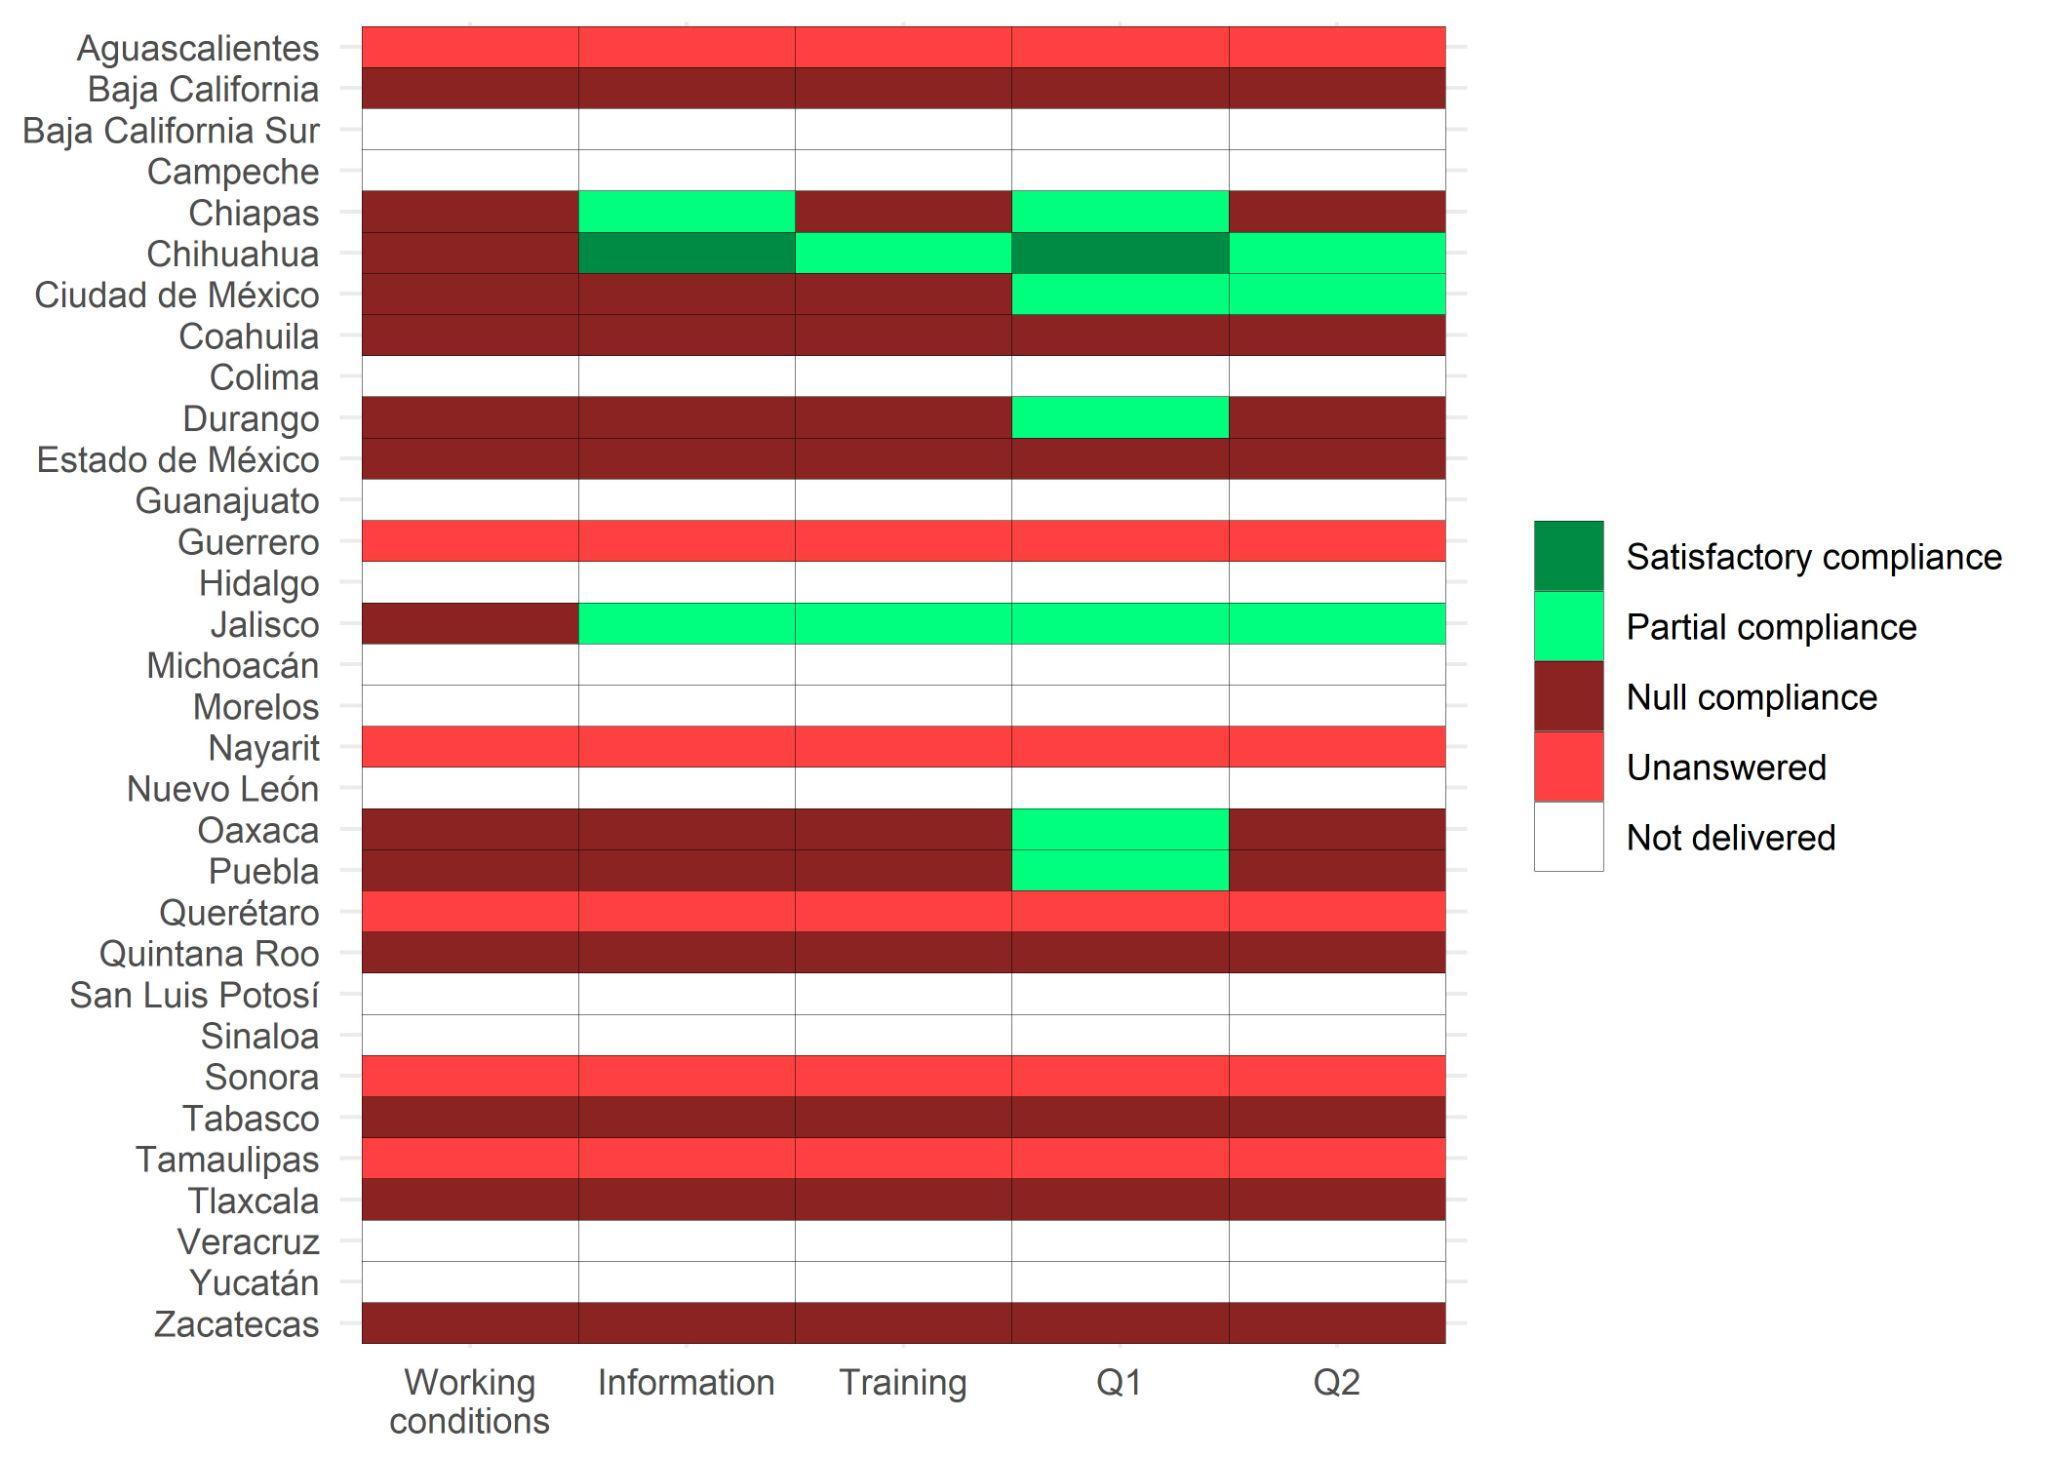 Aguascalientes
Baja California
Baja California Sur
Campeche
Chiapas
Chihuahua
Ciudad de México
Coahuila
Colima
Durango
Estado de México
Guanajuato
Guerrero
Hidalgo
Jalisco
Michoacán
Morelos
Nayarit
Nuevo León
Oaxaca
Puebla
Querétaro
Quintana Roo
San Luis Potosí
Sinaloa
Sonora
Tabasco
Tamaulipas
Tlaxcala
Veracruz
Yucatán
Zacatecas
Working
conditions
Information
Training
Q1
Q2
Satisfactory compliance
Partial compliance
Null compliance
Unanswered
Not delivered